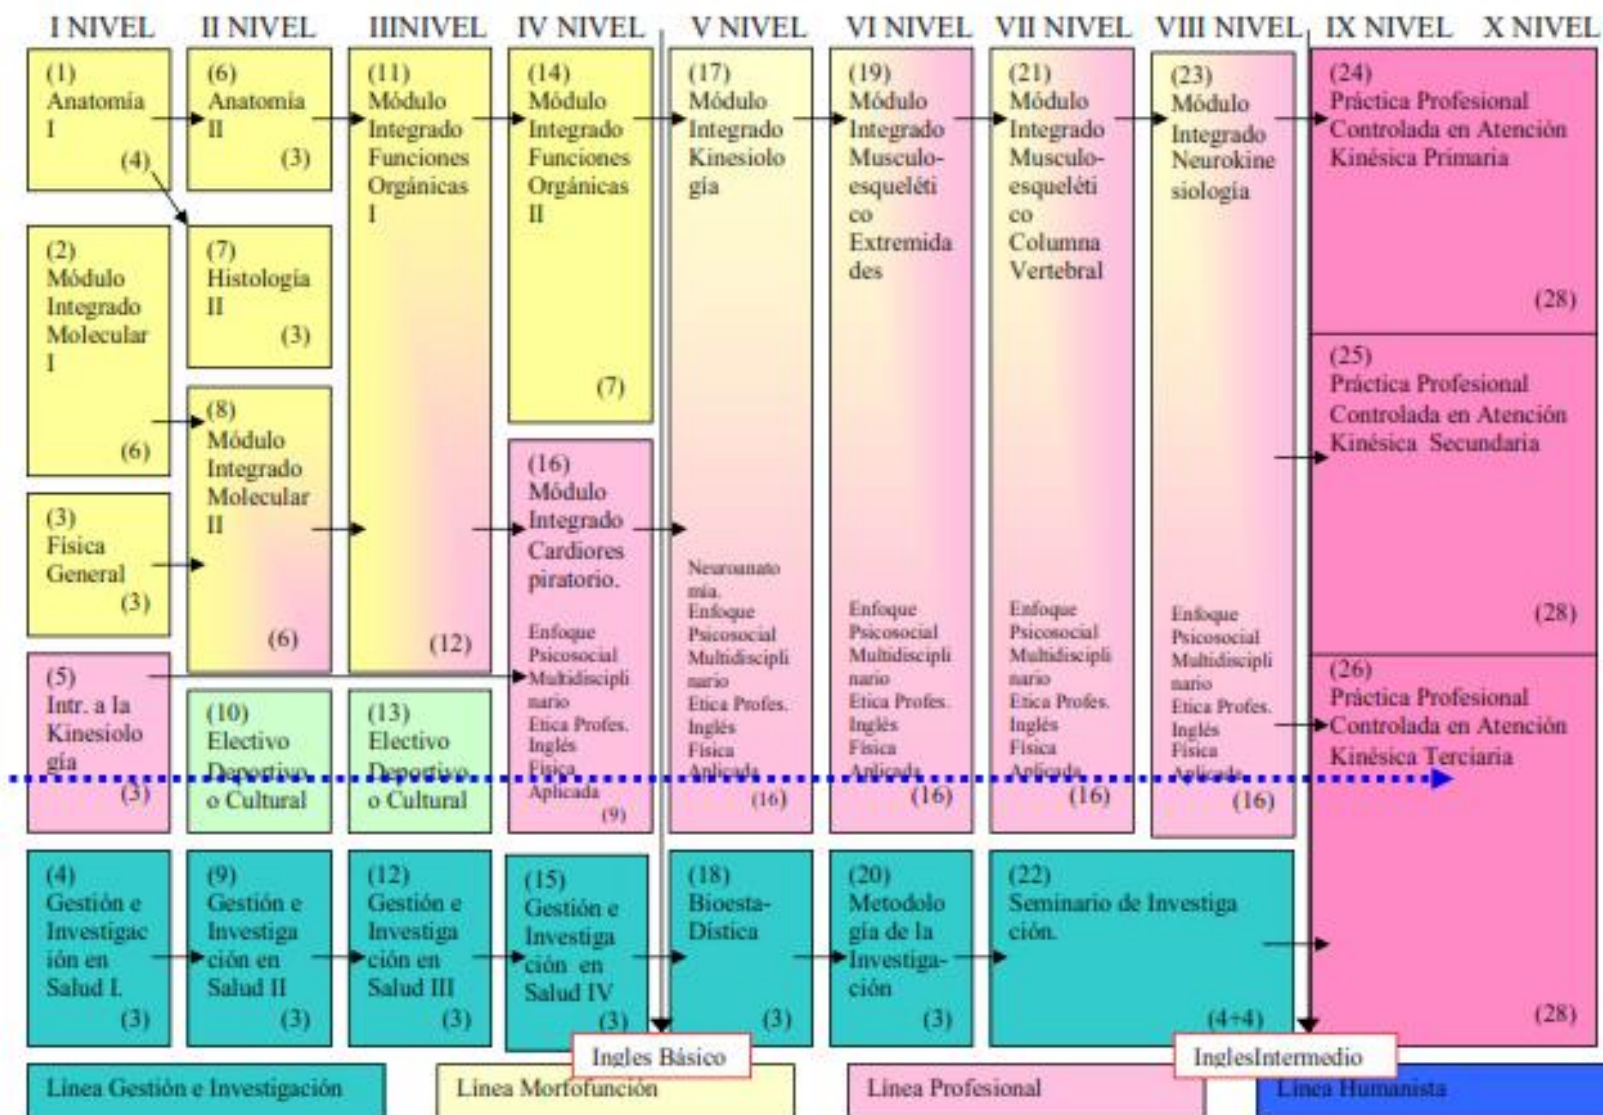 I NIVEL
II NIVEL
IIINIVEL
IV NIVEL
V NIVEL
VI NIVEL
VII NIVEL
VIII NIVEL
IX NIVEL
X NIVEL
(1)
Anatomía
I
(4)
(2)
Módulo
Integrado
Molecular
I
(6)
(3)
Física
General
(3)
(5)
Intr. a la
Kinesiolo
gía
(3)
(4)
Gestión e
Investigac
ión en
Salud I.
(3)
(6)
Anatomía
II
(3)
(7)
Histología
II
(3)
(8)
Módulo
Integrado
Molecular
II
(6)
(10)
Electivo
Deportivo
o Cultural
(9)
Gestión e
Investiga
ción en
Salud II
(3)
(11)
Módulo
Integrado
Funciones
Orgánicas
I
(12)
(13)
Electivo
Deportivo
o Cultural
(12)
Gestión e
Investiga
ción en
Salud III
(3)
(14)
Módulo
Integrado
Funciones
Orgánicas
II
(7)
(16)
Módulo
Integrado
Cardiores
piratorio.
Enfoque
Psicosocial
Multidiscipli
nario
Etica Profes.
Inglés
Física
Aplicada
(9)
(15)
Gestión e
Investiga
ción en
Salud IV
(3)
(17)
Módulo
Integrado
Kinesiolo
gía
Neuroanato
mía.
Enfoque
Psicosocial
Multidiscipli
nario
Etica Profes.
Inglés
Física
Aplicada
(16)
(18)
Bioesta-
Dística
(3)
(19)
Módulo
Integrado
Musculo-
esqueléti
co
Extremida
des
Enfoque
Psicosocial
Multidiscipli
nario
Etica Profes.
Inglés
Física
Aplicada
(16)
(20)
Metodolo
gía de la
Investiga-
ción
(3)
(21)
Módulo
Integrado
Musculo-
esqueléti
co
Columna
Vertebral
Enfoque
Psicosocial
Multidiscipli
nario
Etica Profes.
Inglés
Física
Aplicada
(16)
(22)
Seminario de Investiga
ción.
(4+4)
(23)
Módulo
Integrado
Neurokine
siología
Enfoque
Psicosocial
Multidiscipli
nario
Etica Profes.
Inglés
Física
Aplicada
(16)
(24)
Práctica Profesional
Controlada en Atención
Kinésica Primaria
(28)
(25)
Práctica Profesional
Controlada en Atención
Kinésica Secundaria
(28)
(26)
Práctica Profesional
Controlada en Atención
Kinésica Terciaria
(28)
Ingles Básico
InglesIntermedio
Línea Gestión e Investigación
Línea Morfofunción
Línea Profesional
Línea Humanista